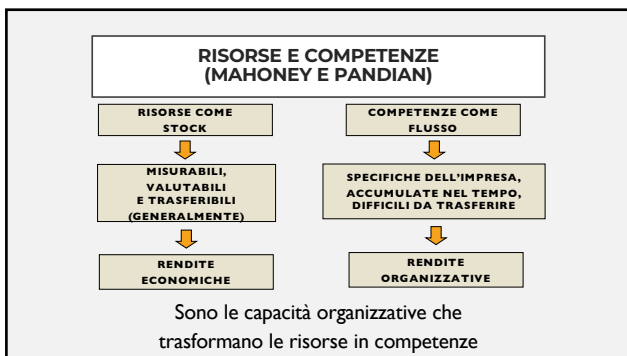 RISORSE E COMPETENZE
(MAHONEY E PANDIAN)
RISORSE COME
STOCK
MISURABILI,
VALUTABILI
E TRASFERIBILI
(GENERALMENTE)
RENDITE
ECONOMICHE
COMPETENZE COME
FLUSSO
SPECIFICHE DELL'IMPRESA,
ACCUMULATE NEL TEMPO,
DIFFICILI DA TRASFERIRE
RENDITE
ORGANIZZATIVE
Sono le capacità organizzative che
trasformano le risorse in competenze